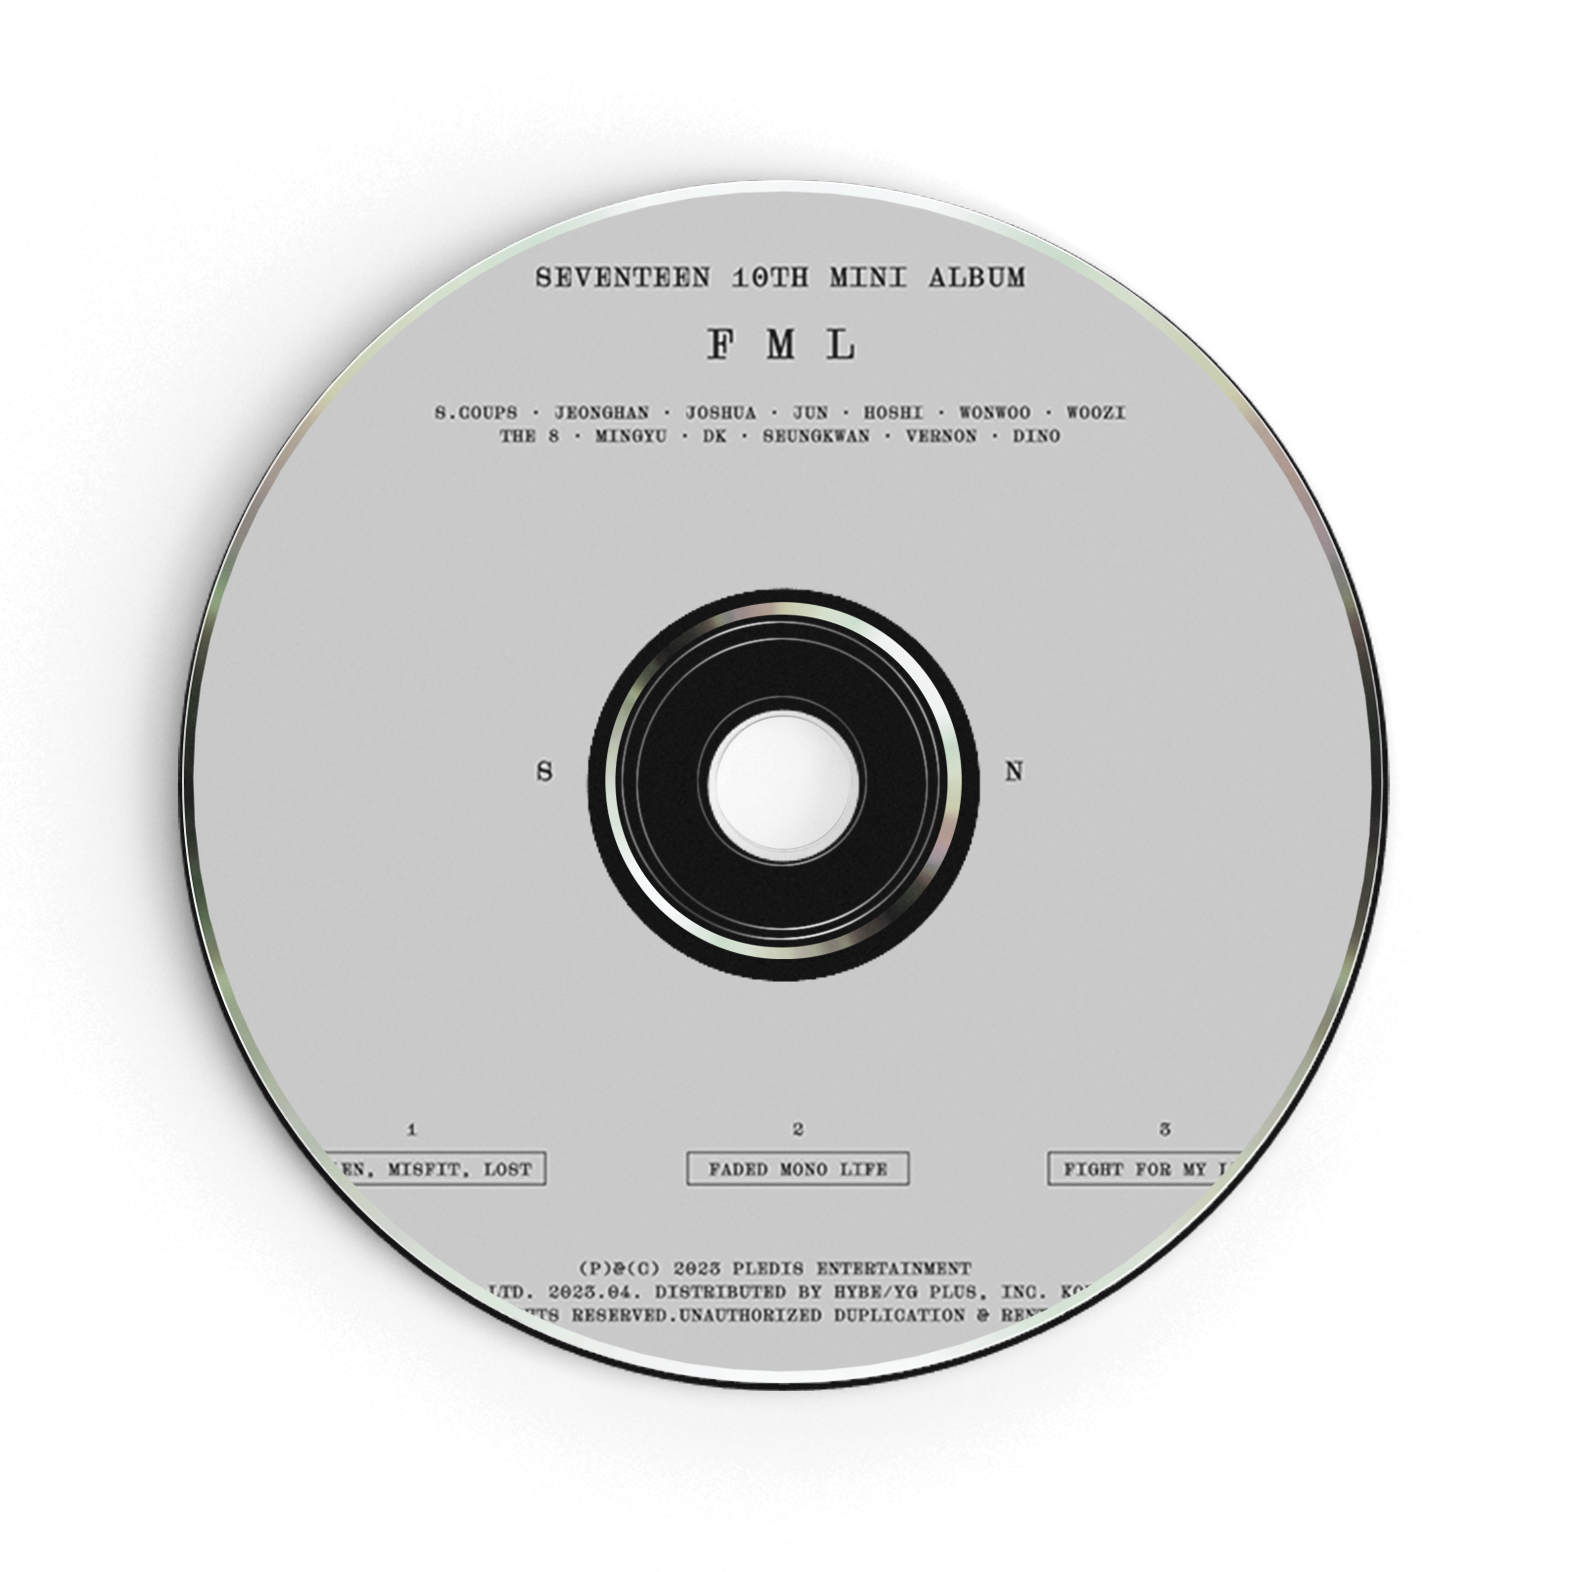 SEVENTEEN 10TH MINI ALBUM
F M L
S.COUPS · JEONGHAN · JOSHUA · JUN · HOSHI · WONWOO · WOOZI
THE 8 · MINGYU · DK · SEUNGKWAN · VERNON · DINO
S N
1 2 3
MISFIT, LOST
FADED MONO LIFE
FIGHT FOR MY
(P)&(C) 2023 PLEDIS ENTERTAINMENT
LTD. 2023.04. DISTRIBUTED BY HYBE/YG PLUS, INC.
RESERVED.UNAUTHORIZED DUPLICATION &